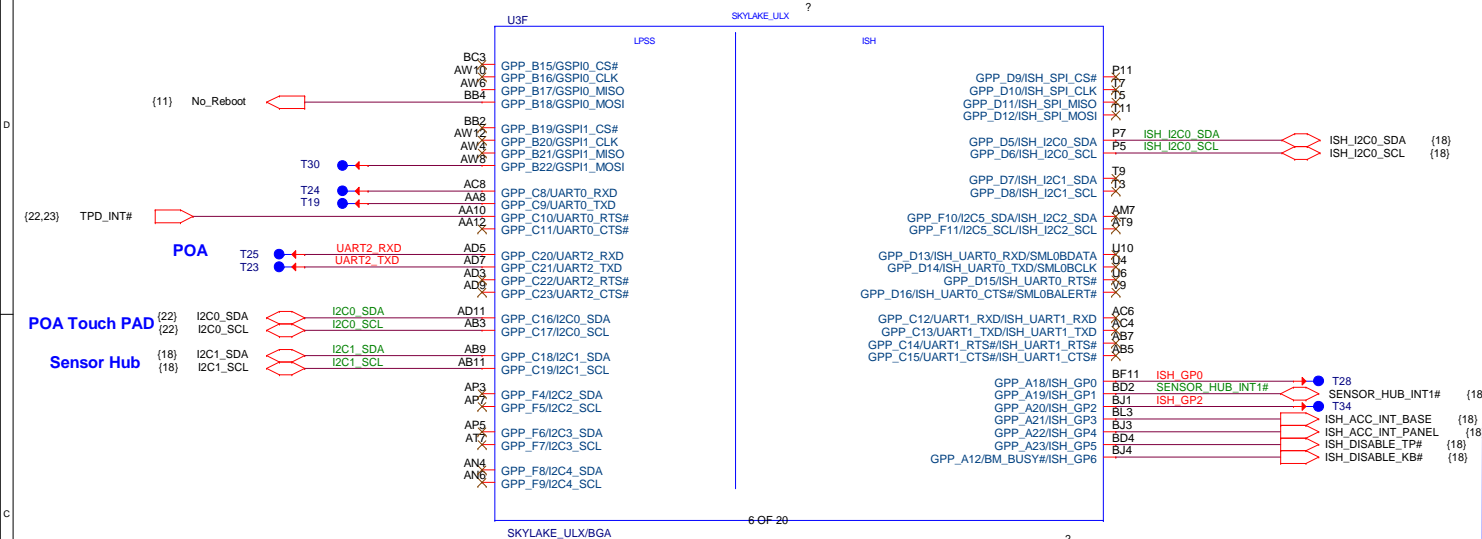 ?
U3F
SKYLAKE_ULX
LPSS
ISH
BC3 GPP_B15/GSPI0_CS#
AW10 GPP_B16/GSPI0_CLK
AW6 GPP_B17/GSPI0_MISO
{11} No_Reboot BB4 GPP_B18/GSPI0_MOSI
BB2 GPP_B19/GSPI1_CS#
AW12 GPP_B20/GSPI1_CLK
AW4 GPP_B21/GSPI1_MISO
T30 AW8 GPP_B22/GSPI1_MOSI
T24 AC8 GPP_C8/UART0_RXD
T19 AA8 GPP_C9/UART0_TXD
{22,23} TPD_INT# AA10 GPP_C10/UART0_RTS#
AA12 GPP_C11/UART0_CTS#
POA
T25 UART2_RXD AD5 GPP_C20/UART2_RXD
T23 UART2_TXD AD7 GPP_C21/UART2_TXD
AD3 GPP_C22/UART2_RTS#
AD9 GPP_C23/UART2_CTS#
POA Touch PAD
{22} I2C0_SDA I2C0_SDA AD11 GPP_C16/I2C0_SDA
{22} I2C0_SCL I2C0_SCL AB3 GPP_C17/I2C0_SCL
Sensor Hub
{18} I2C1_SDA I2C1_SDA AB9 GPP_C18/I2C1_SDA
{18} I2C1_SCL I2C1_SCL AB11 GPP_C19/I2C1_SCL
AP3 GPP_F4/I2C2_SDA
AP7 GPP_F5/I2C2_SCL
AP5 GPP_F6/I2C3_SDA
AT7 GPP_F7/I2C3_SCL
AN4 GPP_F8/I2C4_SDA
AN6 GPP_F9/I2C4_SCL
GPP_D9/ISH_SPI_CS# P11
GPP_D10/ISH_SPI_CLK T7
GPP_D11/ISH_SPI_MISO T5
GPP_D12/ISH_SPI_MOSI T11
GPP_D5/ISH_I2C0_SDA P7 ISH_I2C0_SDA ISH_I2C0_SDA {18}
GPP_D6/ISH_I2C0_SCL P5 ISH_I2C0_SCL ISH_I2C0_SCL {18}
GPP_D7/ISH_I2C1_SDA T9
GPP_D8/ISH_I2C1_SCL T3
GPP_F10/I2C5_SDA/ISH_I2C2_SDA AM7
GPP_F11/I2C5_SCL/ISH_I2C2_SCL AT9
GPP_D13/ISH_UART0_RXD/SML0BDATA U10
GPP_D14/ISH_UART0_TXD/SML0BCLK U4
GPP_D15/ISH_UART0_RTS# U6
GPP_D16/ISH_UART0_CTS#/SML0BALERT# V9
GPP_C12/UART1_RXD/ISH_UART1_RXD AC6
GPP_C13/UART1_TXD/ISH_UART1_TXD AC4
GPP_C14/UART1_RTS#/ISH_UART1_RTS# AB7
GPP_C15/UART1_CTS#/ISH_UART1_CTS# AB5
GPP_A18/ISH_GP0 BF11 ISH_GP0 T28
GPP_A19/ISH_GP1 BD2 SENSOR_HUB_INT1# SENSOR_HUB_INT1# {18
GPP_A20/ISH_GP2 BJ1 ISH_GP2 T34
GPP_A21/ISH_GP3 BL3 ISH_ACC_INT_BASE {18}
GPP_A22/ISH_GP4 BJ3 ISH_ACC_INT_PANEL {18
GPP_A23/ISH_GP5 BD4 ISH_DISABLE_TP# {18}
GPP_A12/BM_BUSY#/ISH_GP6 BJ4 ISH_DISABLE_KB# {18}
D
C
6 OF 20
SKYLAKE_ULX/BGA